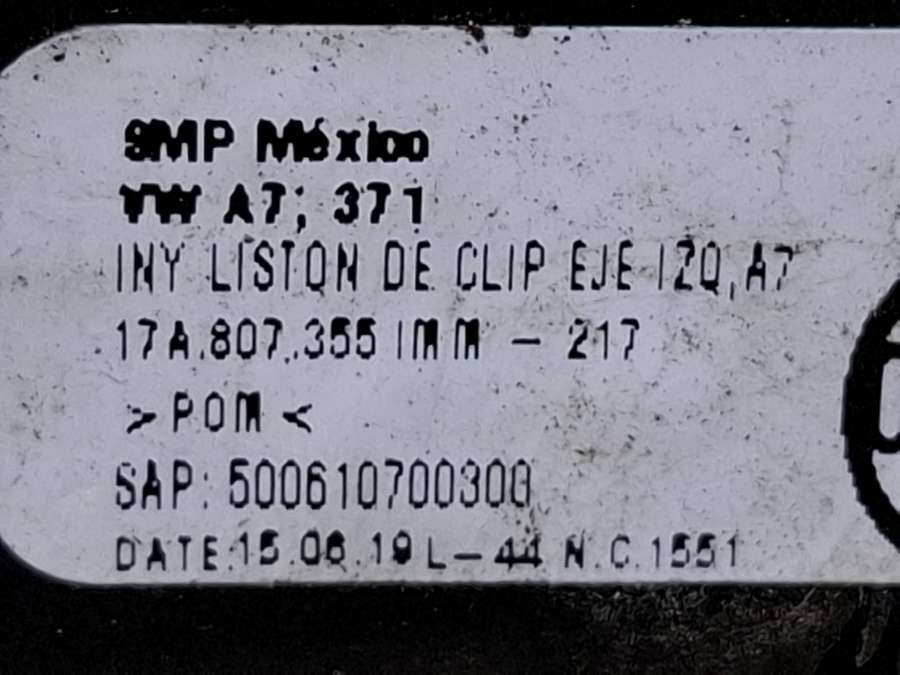 SMP México
VW A7; 371
INY LISTON DE CLIP EJE IZQ,A7
17A.807.355 IMM - 217
>POM<
SAP: 500610700300
DATE:15.06.19 L-44 N.C.1551